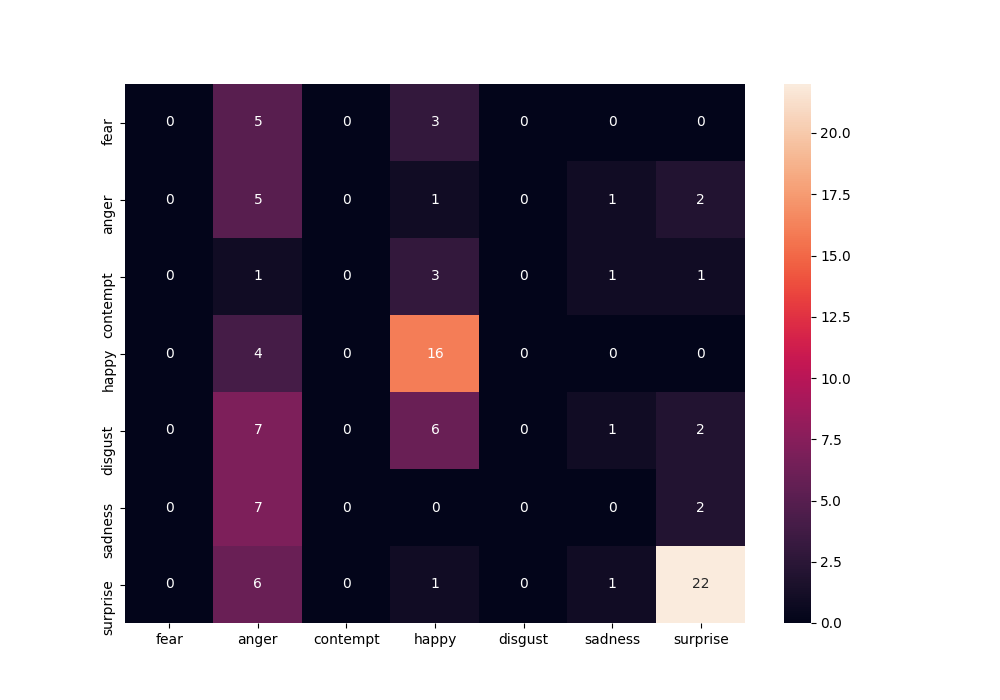 fear 0 5 0 3 0 0 0
anger 0 5 0 1 0 1 2
contempt 0 1 0 3 0 1 1
happy 0 4 0 16 0 0 0
disgust 0 7 0 6 0 1 2
sadness 0 7 0 0 0 0 2
surprise 0 6 0 1 0 1 22
fear anger contempt happy disgust sadness surprise
20.0
17.5
15.0
12.5
10.0
7.5
5.0
2.5
0.0